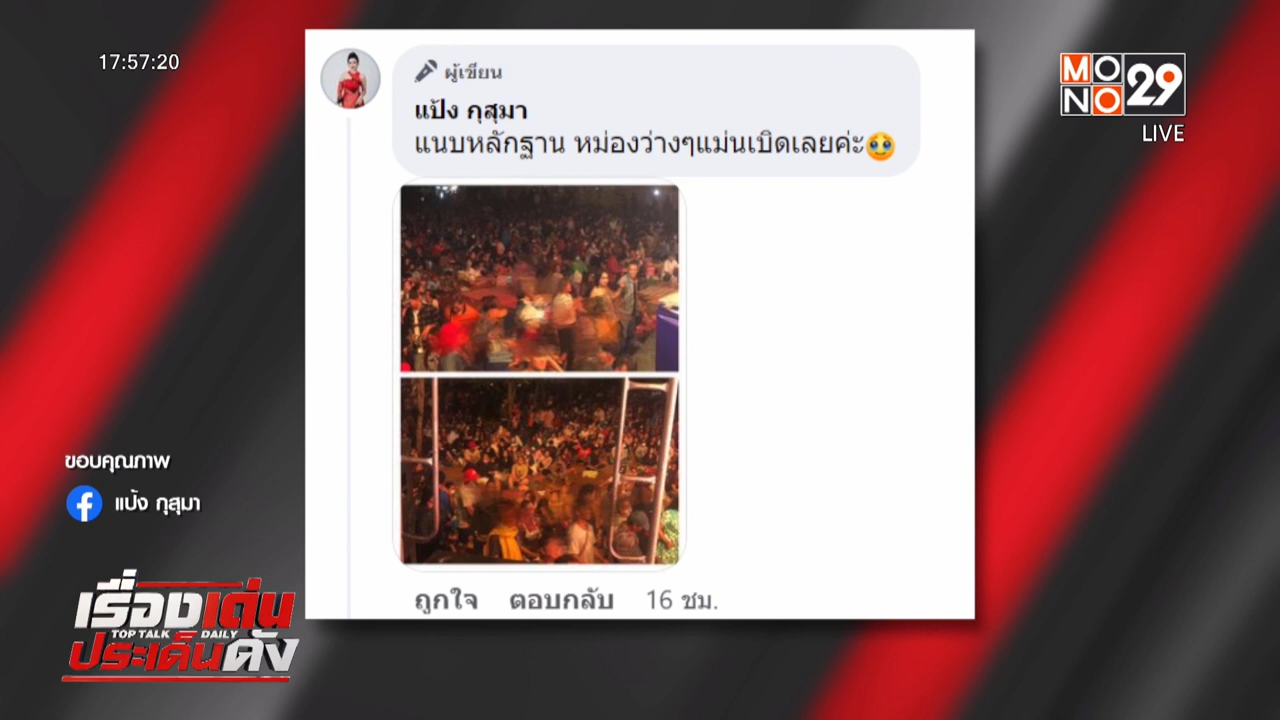 17:57:20
MONO 29
LIVE
ผู้เขียน
แป้ง กุสุมา
แนบหลักฐาน หม่องว่างๆแม่นเบิดเลยค่ะ🥹
ถูกใจ ตอบกลับ 16 ชม.
ขอบคุณภาพ
แป้ง กุสุมา
เรื่องเด่น
TOP TALK DAILY
ประเด็นดัง